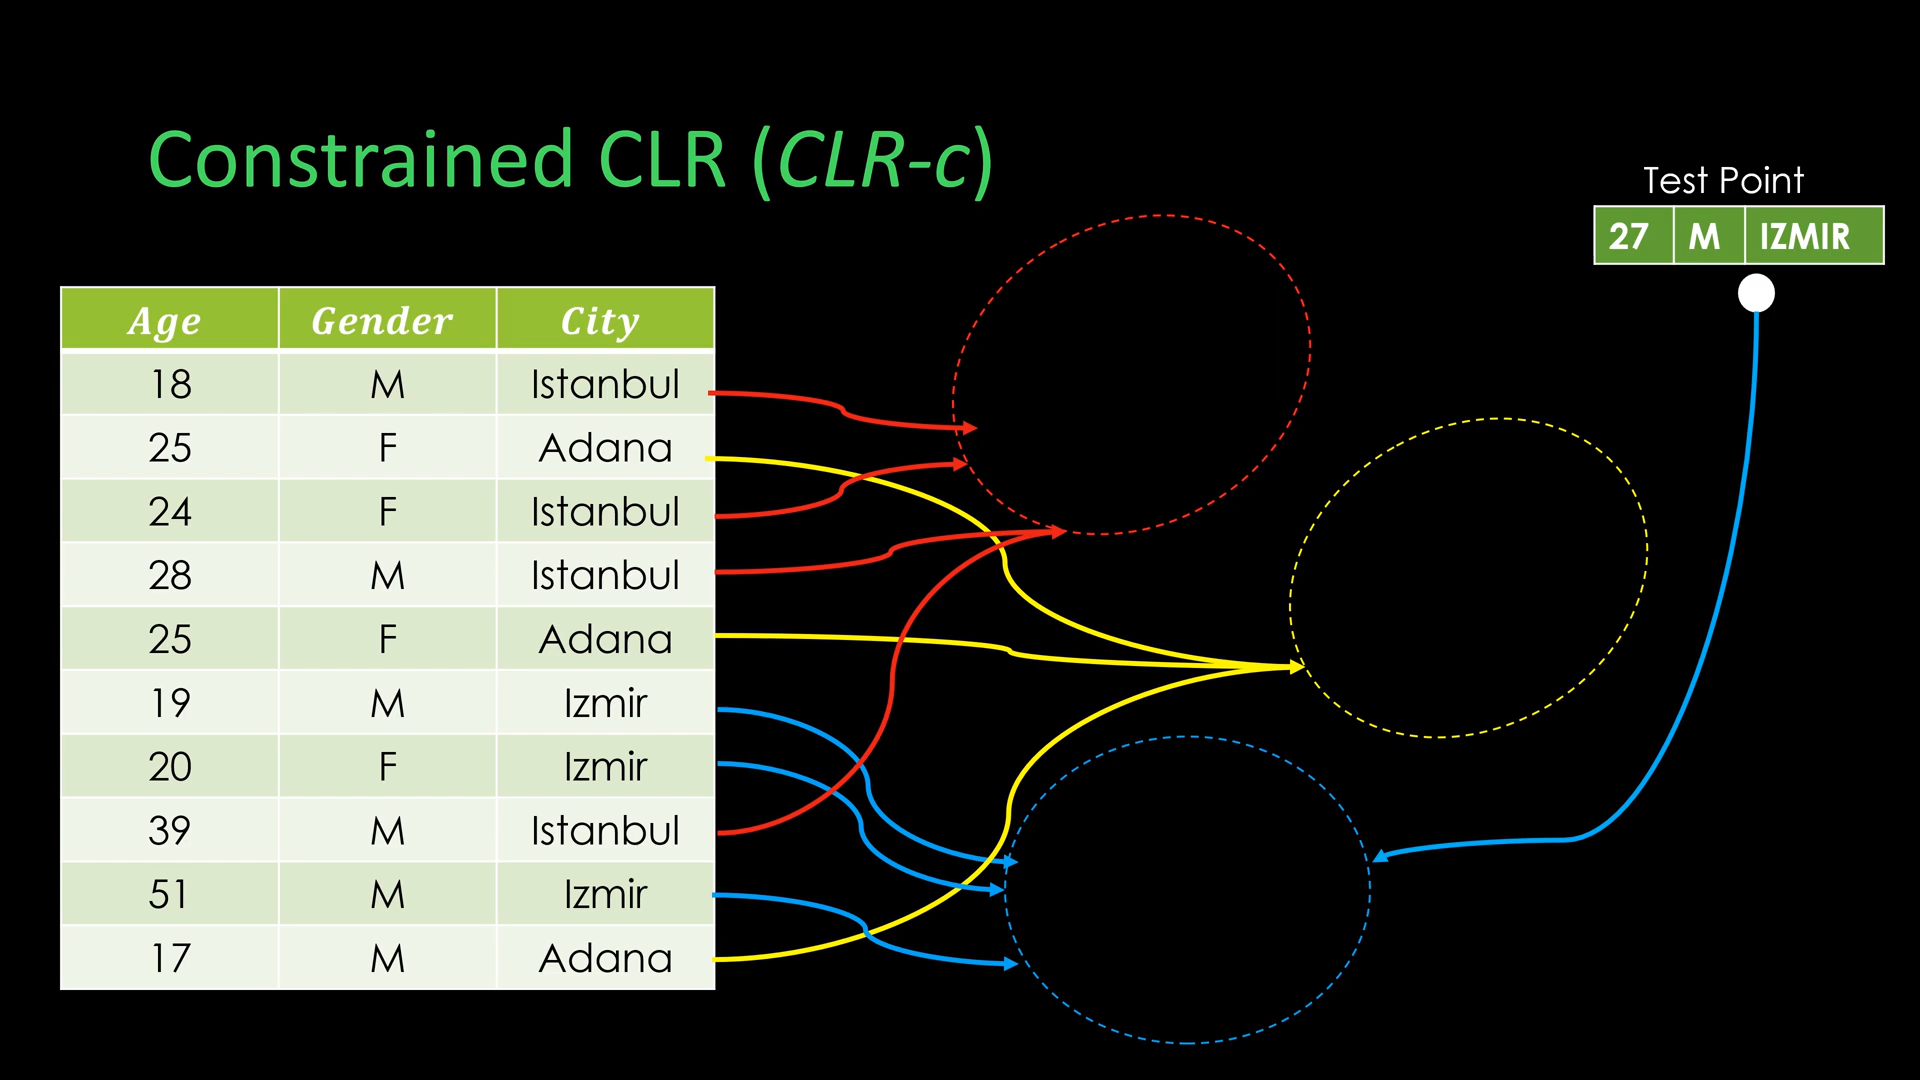 Constrained CLR (CLR-c)
Test Point
27 M IZMIR
Age Gender City
18 M Istanbul
25 F Adana
24 F Istanbul
28 M Istanbul
25 F Adana
19 M Izmir
20 F Izmir
39 M Istanbul
51 M Izmir
17 M Adana